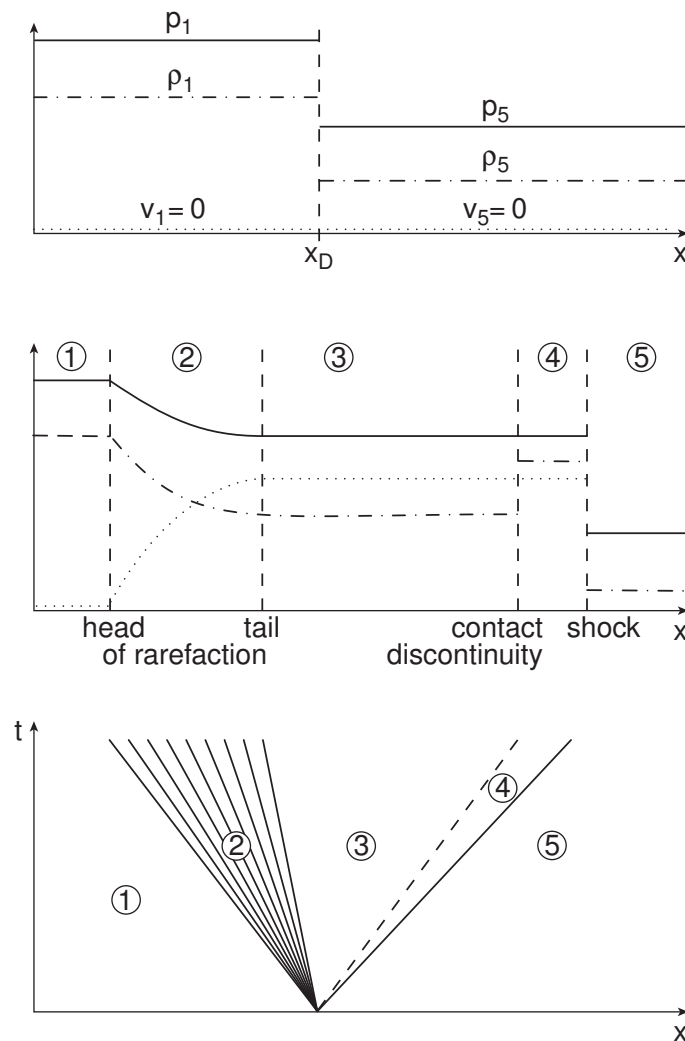 p₁
ρ₁
p₅
ρ₅
v₁= 0 v₅= 0
x_D x
① ② ③ ④ ⑤
head tail contact shock x
of rarefaction discontinuity
t
④
② ③ ⑤
①
x